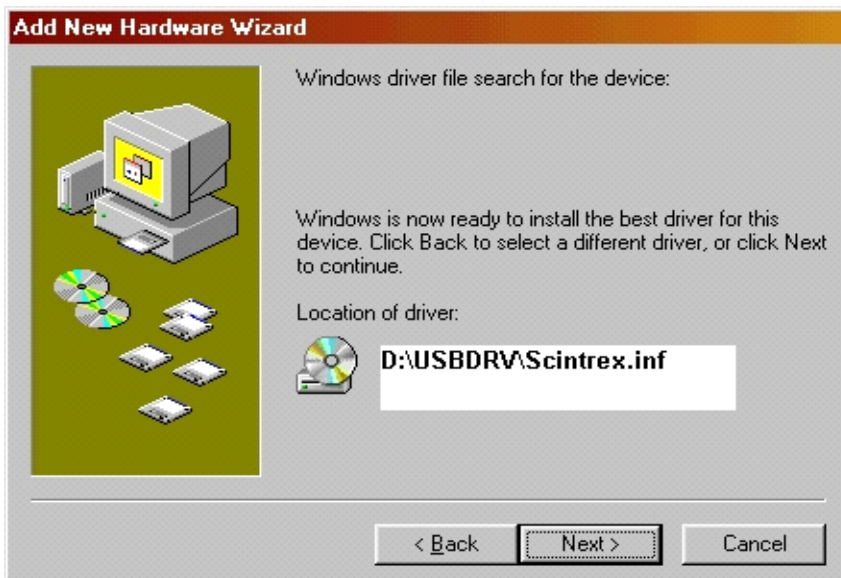 Add New Hardware Wizard
Windows driver file search for the device:
Windows is now ready to install the best driver for this
device. Click Back to select a different driver, or click Next
to continue.
Location of driver:
D:\USBDRV\Scintrex.inf
< Back
Next >
Cancel